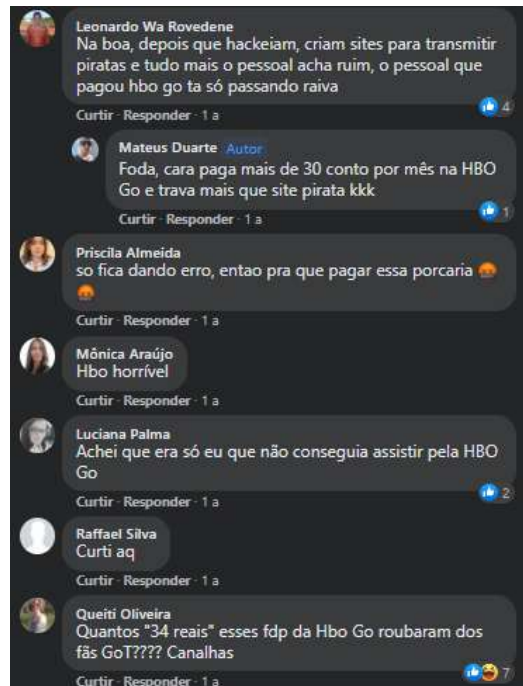 Leonardo Wa Rovedene
Na boa, depois que hackeiam, criam sites para transmitir
piratas e tudo mais o pessoal acha ruim, o pessoal que
pagou hbo go ta só passando raiva
4
Curtir · Responder · 1 a
Mateus Duarte Autor
Foda, cara paga mais de 30 conto por mês na HBO
Go e trava mais que site pirata kkk
1
Curtir · Responder · 1 a
Priscila Almeida
so fica dando erro, entao pra que pagar essa porcaria 🤬
🤬
Curtir · Responder · 1 a
Mônica Araújo
Hbo horrível
Curtir · Responder · 1 a
Luciana Palma
Achei que era só eu que não conseguia assistir pela HBO
Go
2
Curtir · Responder · 1 a
Raffael Silva
Curti aq
Curtir · Responder · 1 a
Queiti Oliveira
Quantos "34 reais" esses fdp da Hbo Go roubaram dos
fãs GoT???? Canalhas
7
Curtir · Responder · 1 a